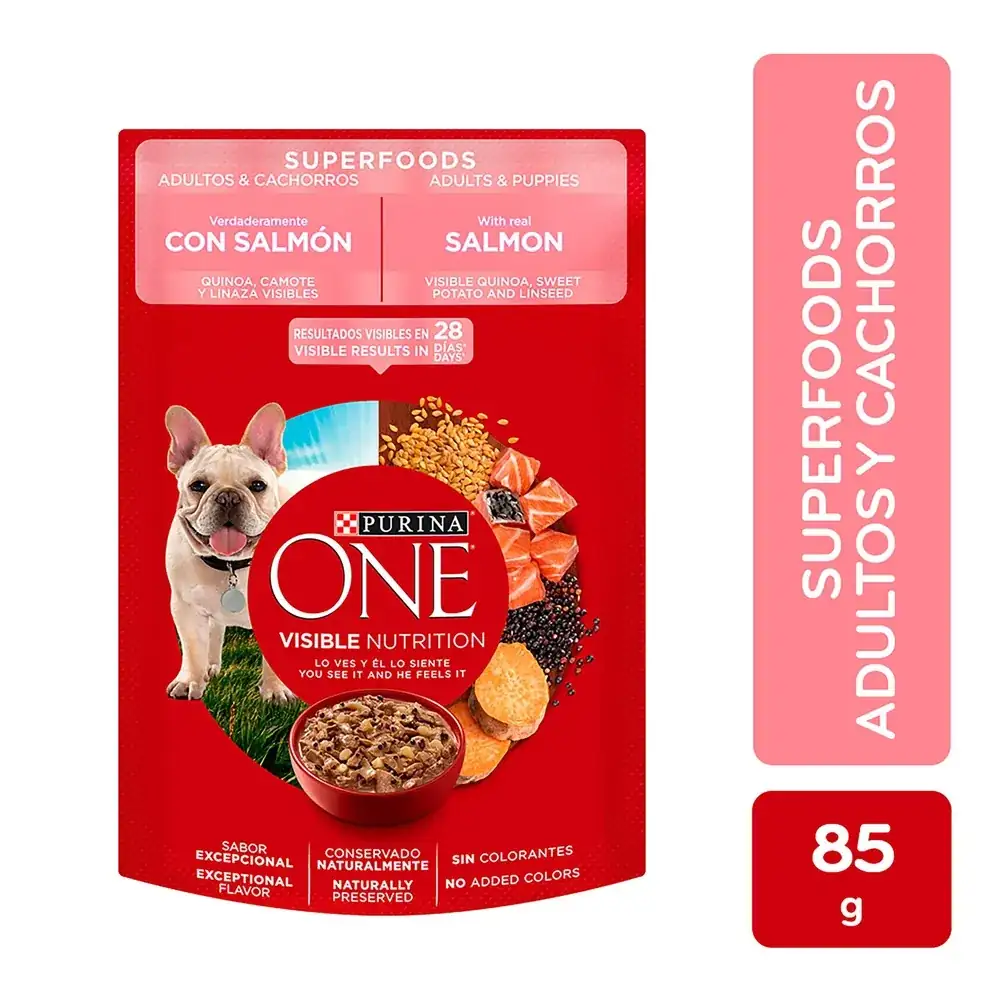 SUPERFOODS
ADULTOS & CACHORROS
ADULTS & PUPPIES
Verdaderamente
CON SALMÓN
QUINOA, CAMOTE
Y LINAZA VISIBLES
With real
SALMON
VISIBLE QUINOA, SWEET
POTATO AND LINSEED
RESULTADOS VISIBLES EN 28 DÍAS*
VISIBLE RESULTS IN 28 DAYS*
PURINA
ONE
VISIBLE NUTRITION
LO VES Y ÉL LO SIENTE
YOU SEE IT AND HE FEELS IT
SABOR
EXCEPCIONAL
EXCEPTIONAL
FLAVOR
CONSERVADO
NATURALMENTE
NATURALLY
PRESERVED
SIN COLORANTES
NO ADDED COLORS
SUPERFOODS
ADULTOS Y CACHORROS
85
g